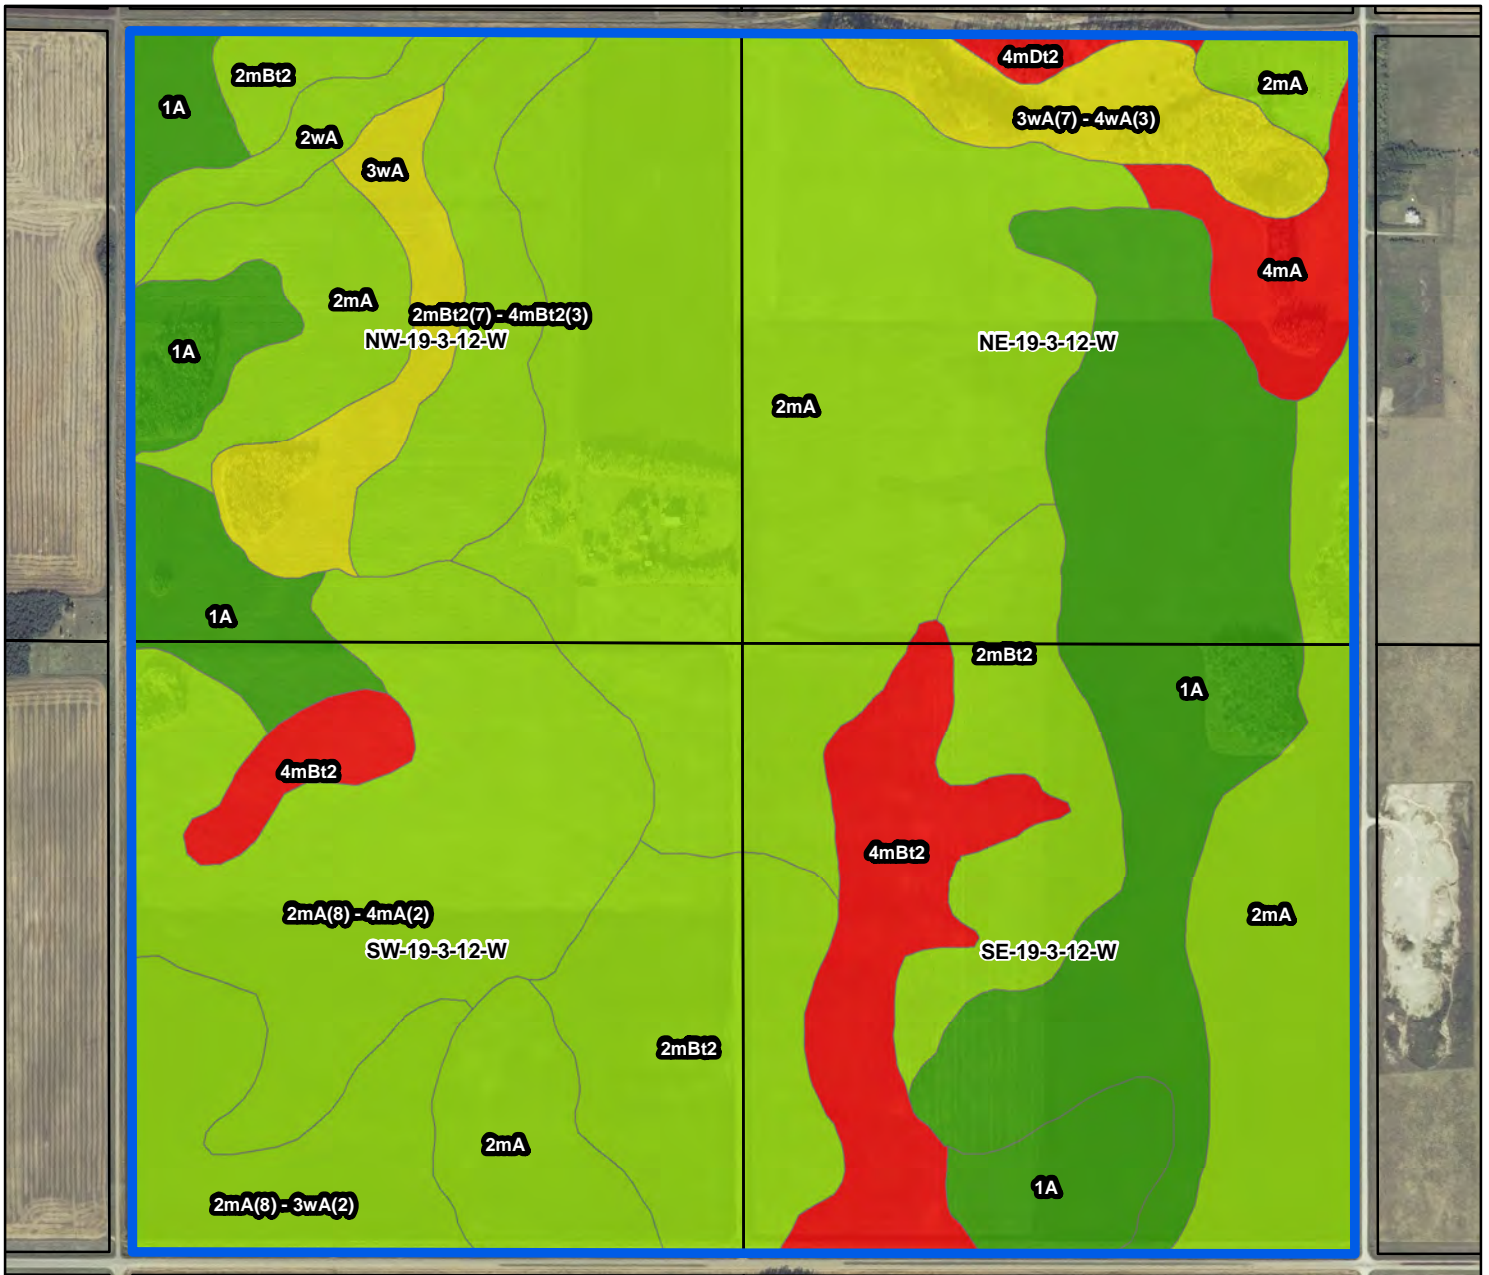 4mDt2
2mBt2
2mA
1A
3wA(7) - 4wA(3)
2wA
3wA
4mA
2mA
2mBt2(7) - 4mBt2(3)
NW-19-3-12-W
NE-19-3-12-W
1A
2mA
1A
2mBt2
1A
4mBt2
4mBt2
2mA(8) - 4mA(2)
2mA
SW-19-3-12-W
SE-19-3-12-W
2mBt2
2mA
1A
2mA(8) - 3wA(2)